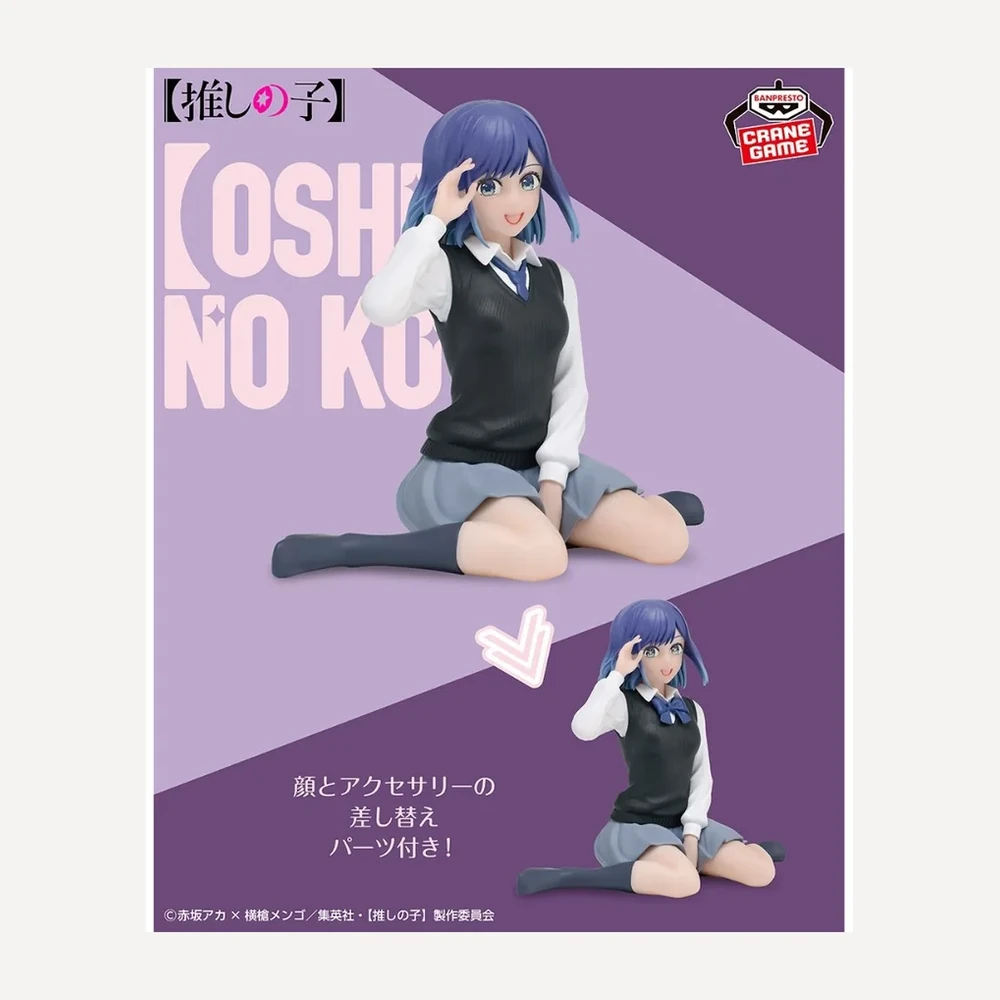 【推しの子】
BANPRESTO
CRANE
GAME
【OSHI
NO KO
顔とアクセサリーの
差し替え
パーツ付き!
©赤坂アカ×横槍メンゴ／集英社・【推しの子】製作委員会